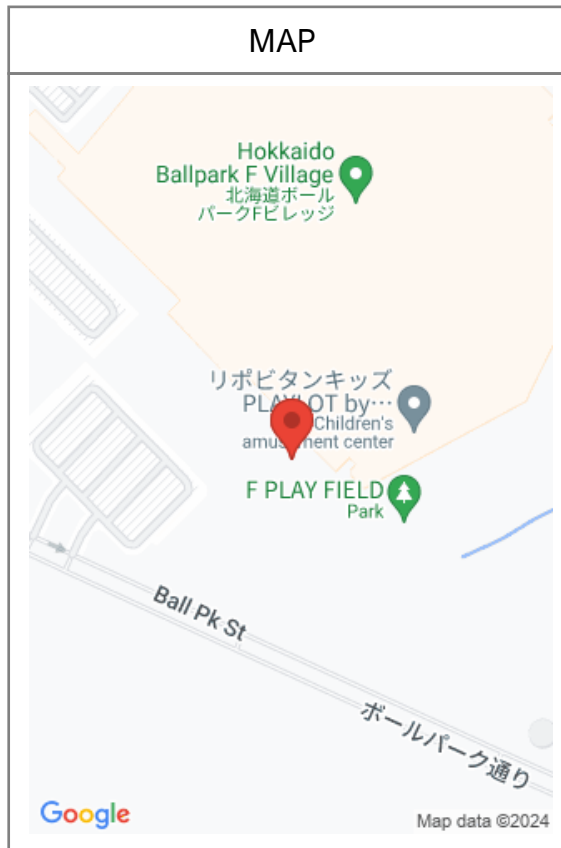 MAP
Hokkaido
Ballpark F Village
北海道ボール
パークFビレッジ
リポビタンキッズ
PLAYLOT by…
Children's
amusement center
F PLAY FIELD
Park
Ball Pk St
ボールパーク通り
Google
Map data ©2024